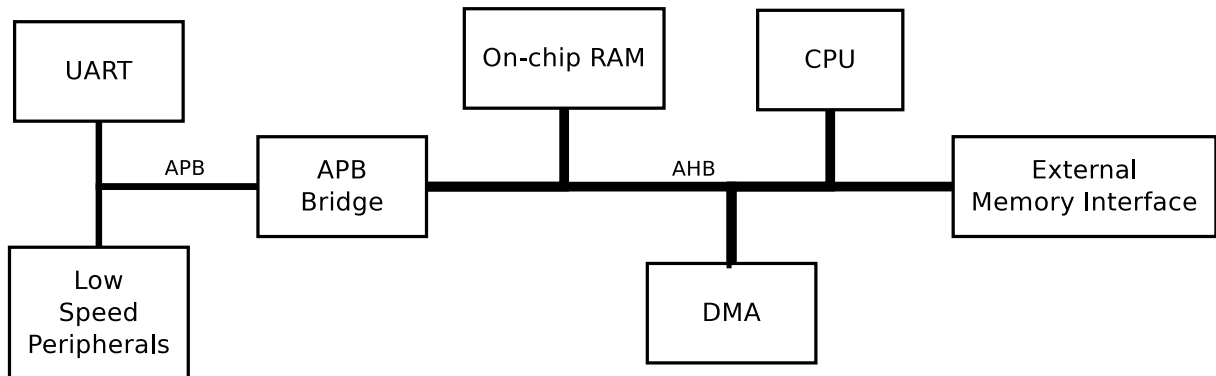 UART
On-chip RAM
CPU
APB
APB
Bridge
AHB
External
Memory Interface
Low
Speed
Peripherals
DMA